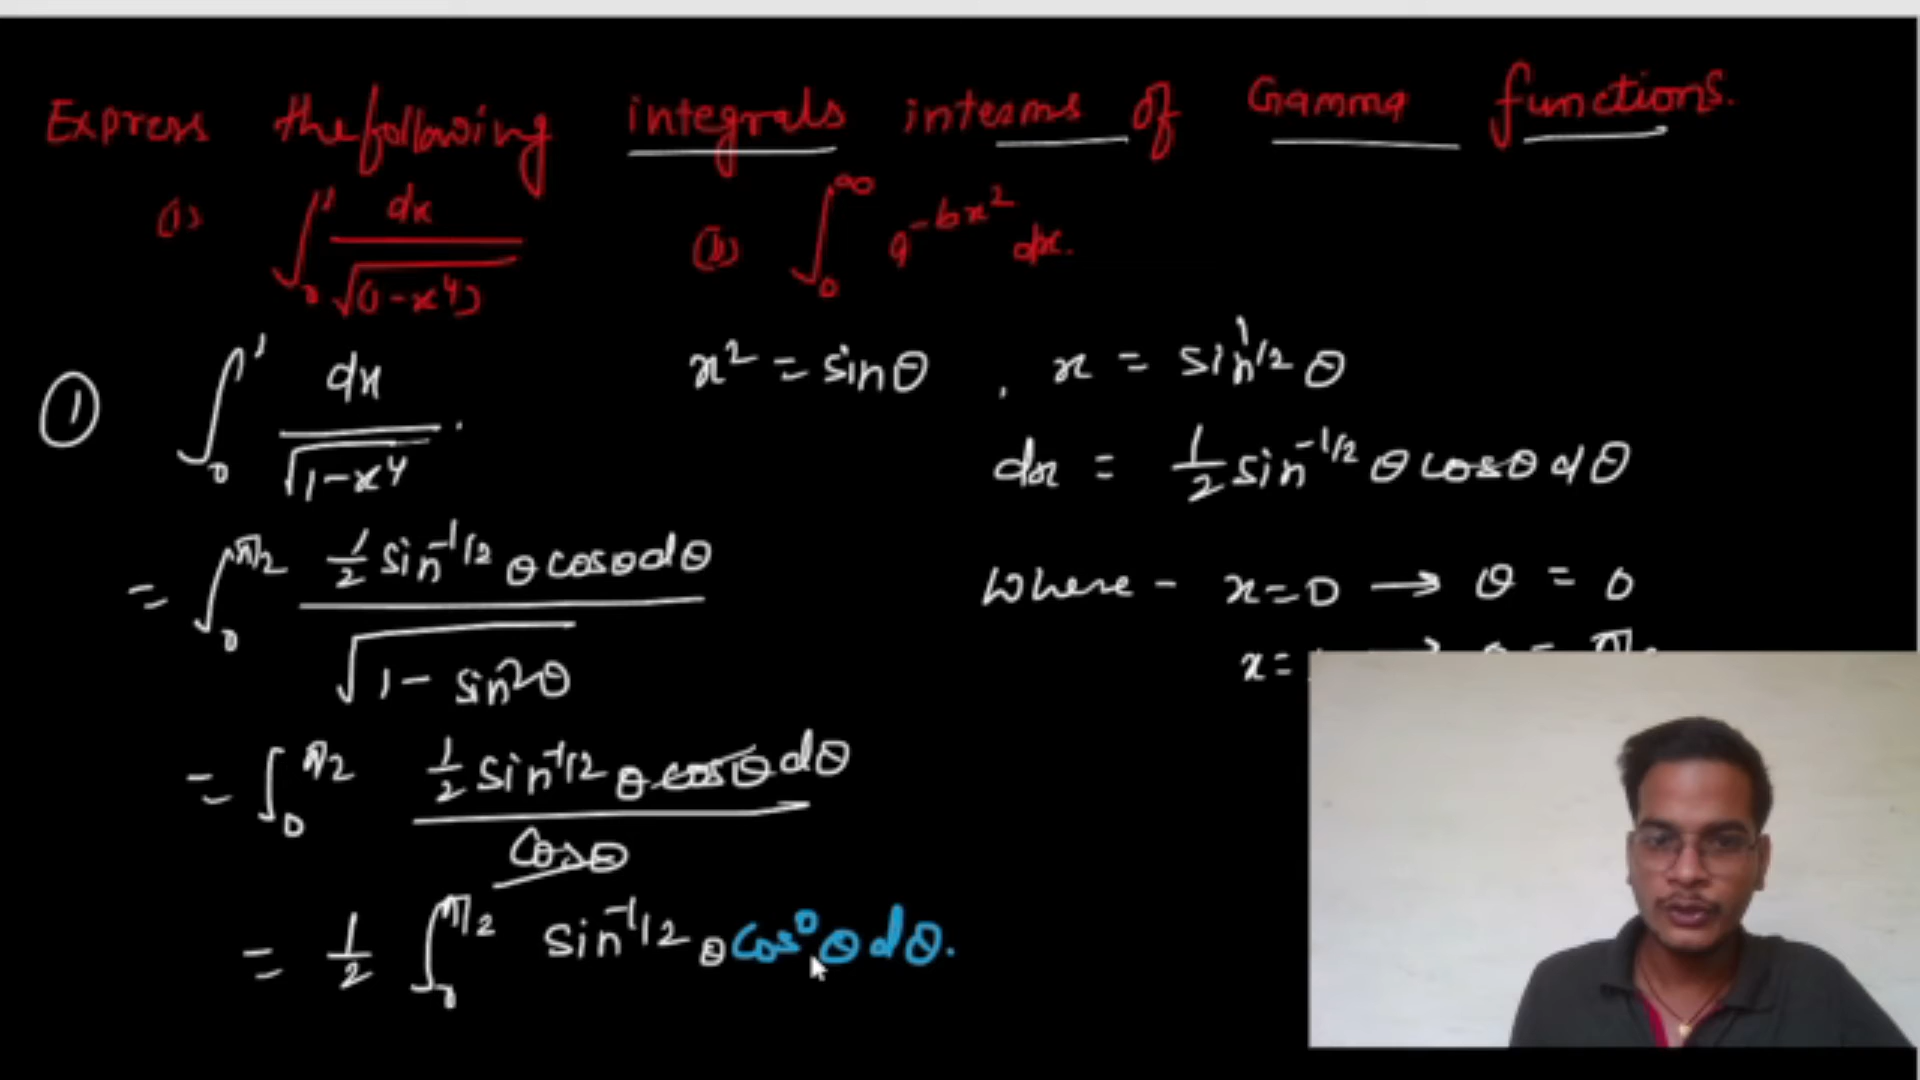 Express the following integrals interms of Gamma functions.
(i) ∫₀¹ dx/√(1-x⁴) (ii) ∫₀^∞ a^(-bx²) dx.
① ∫₀¹ dx/√1-x⁴. x² = sinθ , x = sin^1/2 θ
dx = 1/2 sin^-1/2 θ cosθ dθ
= ∫₀^π/2 1/2 sin^-1/2 θ cosθ dθ / √1 - sin²θ
Where - x=0 → θ = 0
x=
= ∫₀^π/2 1/2 sin^-1/2 θ cosθ dθ / cosθ
= 1/2 ∫₀^π/2 sin^-1/2 θ cos⁰θ dθ.